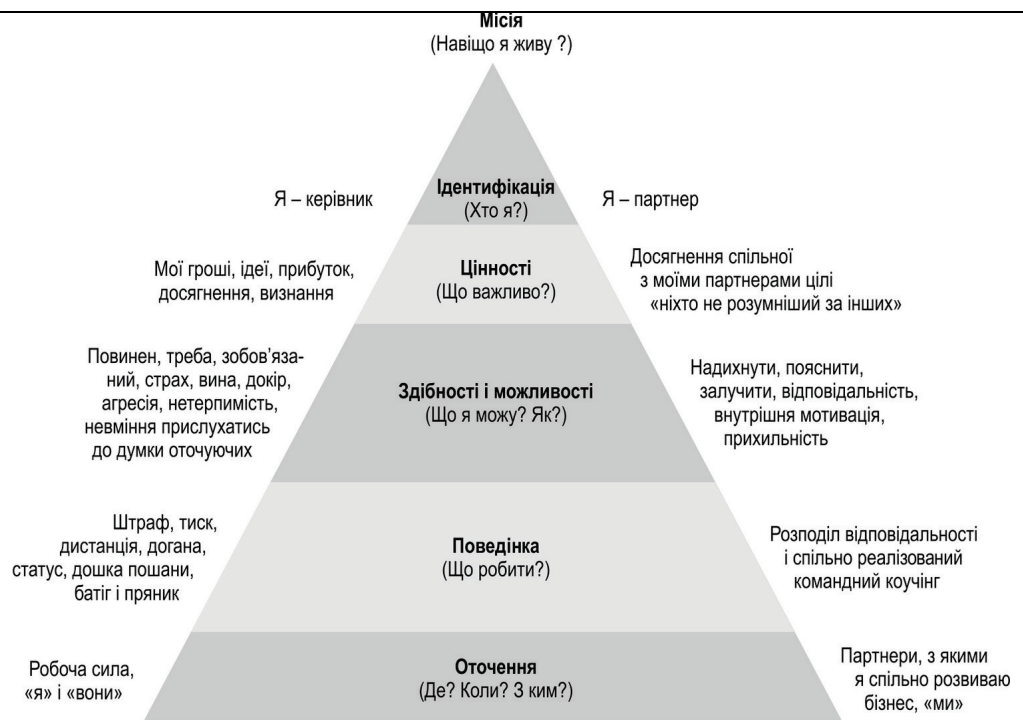 Місія
(Навіщо я живу ?)
Ідентифікація
(Хто я?)
Я – керівник
Я – партнер
Мої гроші, ідеї, прибуток,
досягнення, визнання
Цінності
(Що важливо?)
Досягнення спільної
з моїми партнерами цілі
«ніхто не розумніший за інших»
Повинен, треба, зобов’яза-
ний, страх, вина, докір,
агресія, нетерпимість,
невміння прислухатись
до думки оточуючих
Здібності і можливості
(Що я можу? Як?)
Надихнути, пояснити,
залучити, відповідальність,
внутрішня мотивація,
прихильність
Штраф, тиск,
дистанція, догана,
статус, дошка пошани,
батіг і пряник
Поведінка
(Що робити?)
Розподіл відповідальності
і спільно реалізований
командний коучінг
Робоча сила,
«я» і «вони»
Оточення
(Де? Коли? З ким?)
Партнери, з якими
я спільно розвиваю
бізнес, «ми»